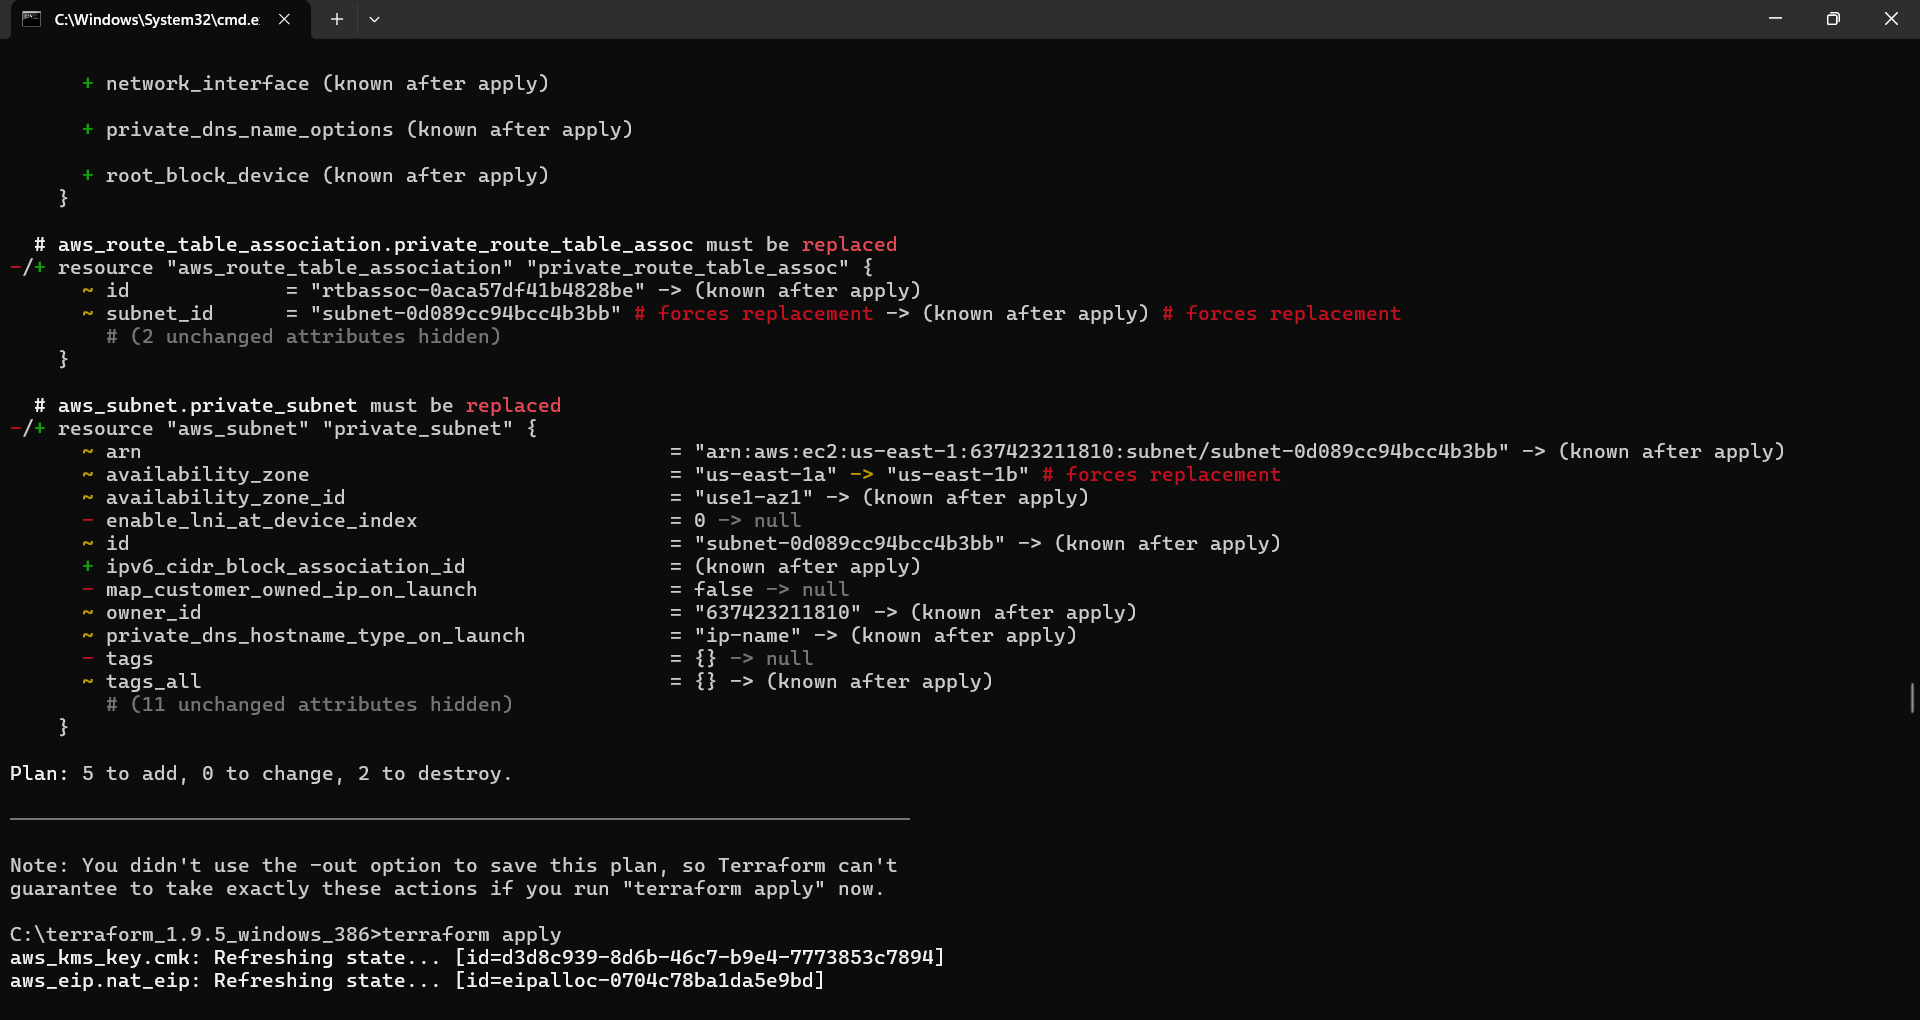 C:\Windows\System32\cmd.e
+ network_interface (known after apply)
+ private_dns_name_options (known after apply)
+ root_block_device (known after apply)
}
# aws_route_table_association.private_route_table_assoc must be replaced
-/+ resource "aws_route_table_association" "private_route_table_assoc" {
~ id = "rtbassoc-0aca57df41b4828be" -> (known after apply)
~ subnet_id = "subnet-0d089cc94bcc4b3bb" # forces replacement -> (known after apply) # forces replacement
# (2 unchanged attributes hidden)
}
# aws_subnet.private_subnet must be replaced
-/+ resource "aws_subnet" "private_subnet" {
~ arn = "arn:aws:ec2:us-east-1:637423211810:subnet/subnet-0d089cc94bcc4b3bb" -> (known after apply)
~ availability_zone = "us-east-1a" -> "us-east-1b" # forces replacement
~ availability_zone_id = "use1-az1" -> (known after apply)
- enable_lni_at_device_index = 0 -> null
~ id = "subnet-0d089cc94bcc4b3bb" -> (known after apply)
+ ipv6_cidr_block_association_id = (known after apply)
- map_customer_owned_ip_on_launch = false -> null
~ owner_id = "637423211810" -> (known after apply)
~ private_dns_hostname_type_on_launch = "ip-name" -> (known after apply)
- tags = {} -> null
~ tags_all = {} -> (known after apply)
# (11 unchanged attributes hidden)
}
Plan: 5 to add, 0 to change, 2 to destroy.
Note: You didn't use the -out option to save this plan, so Terraform can't
guarantee to take exactly these actions if you run "terraform apply" now.
C:\terraform_1.9.5_windows_386>terraform apply
aws_kms_key.cmk: Refreshing state... [id=d3d8c939-8d6b-46c7-b9e4-7773853c7894]
aws_eip.nat_eip: Refreshing state... [id=eipalloc-0704c78ba1da5e9bd]